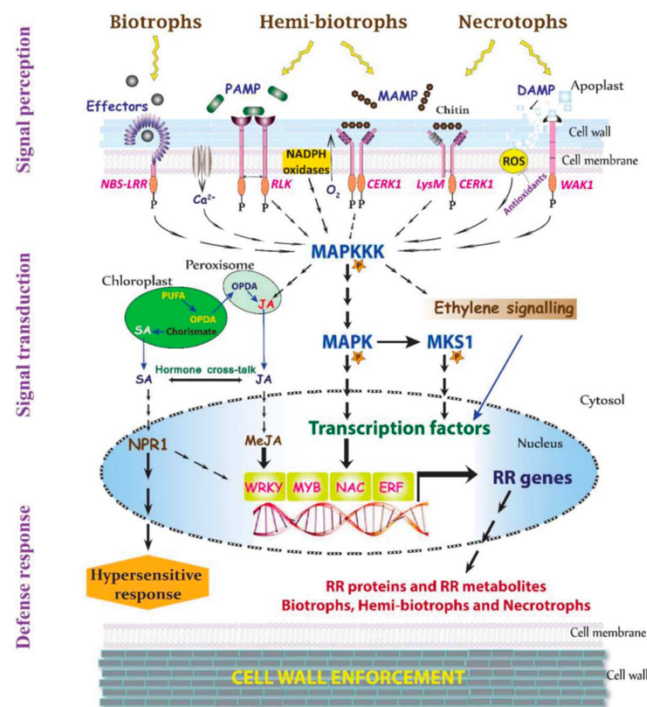 Biotrophs
Hemi-biotrophs
Necrotophs
Signal perception
PAMP
MAMP
DAMP
Apoplast
Effectors
Chitin
Cell wall
NADPH
oxidases
ROS
Cell membrane
O2
Antioxidants
NBS-LRR
Ca2+
RLK
CERK1
LysM
CERK1
WAK1
P
P
P
P
P
P
P
P
MAPKKK
P
Signal transduction
Chloroplast
Peroxisome
PUFA
OPDA
OPDA
JA
SA
Chorismate
Ethylene signalling
MAPK
MKS1
P
P
Hormone cross-talk
SA
JA
Cytosol
NPR1
MeJA
Transcription factors
Nucleus
WRKY
MYB
NAC
ERF
RR genes
Defense response
Hypersensitive
response
RR proteins and RR metabolites
Biotrophs, Hemi-biotrophs and Necrotrophs
Cell membrane
CELL WALL ENFORCEMENT
Cell wall